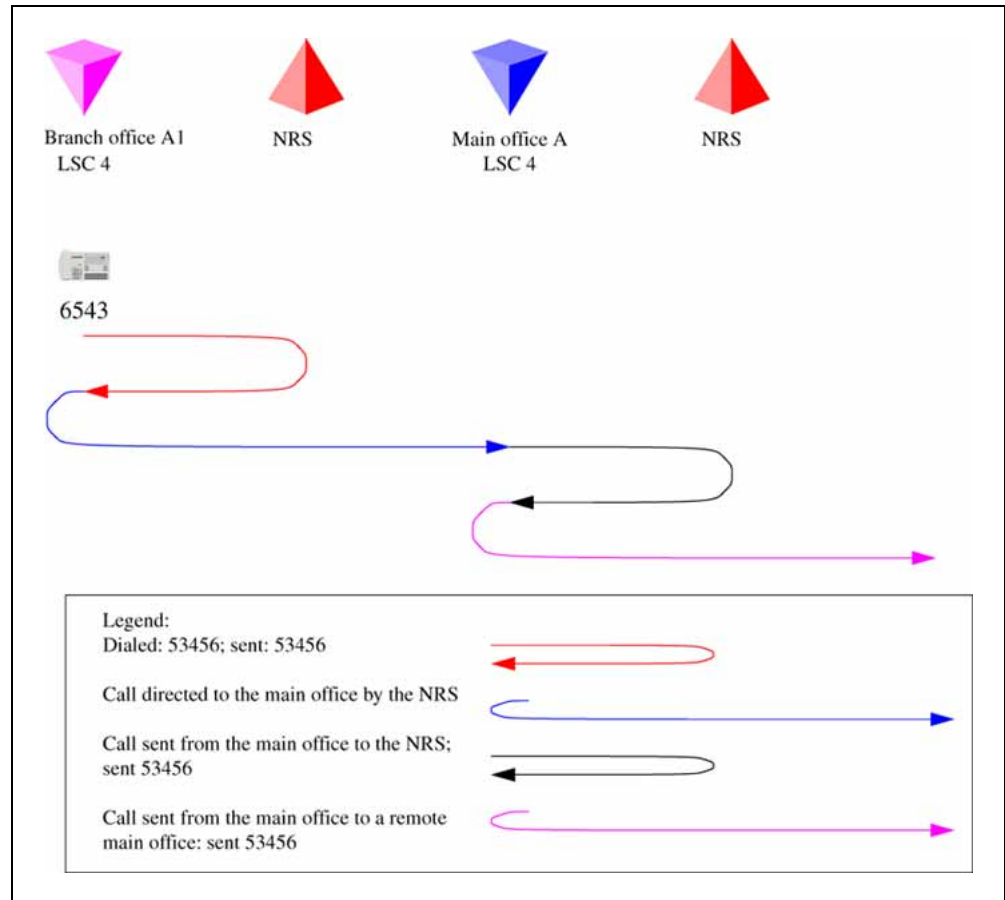 Branch office A1
LSC 4
NRS
Main office A
LSC 4
NRS
6543
Legend:
Dialed: 53456; sent: 53456
Call directed to the main office by the NRS
Call sent from the main office to the NRS;
sent 53456
Call sent from the main office to a remote
main office: sent 53456